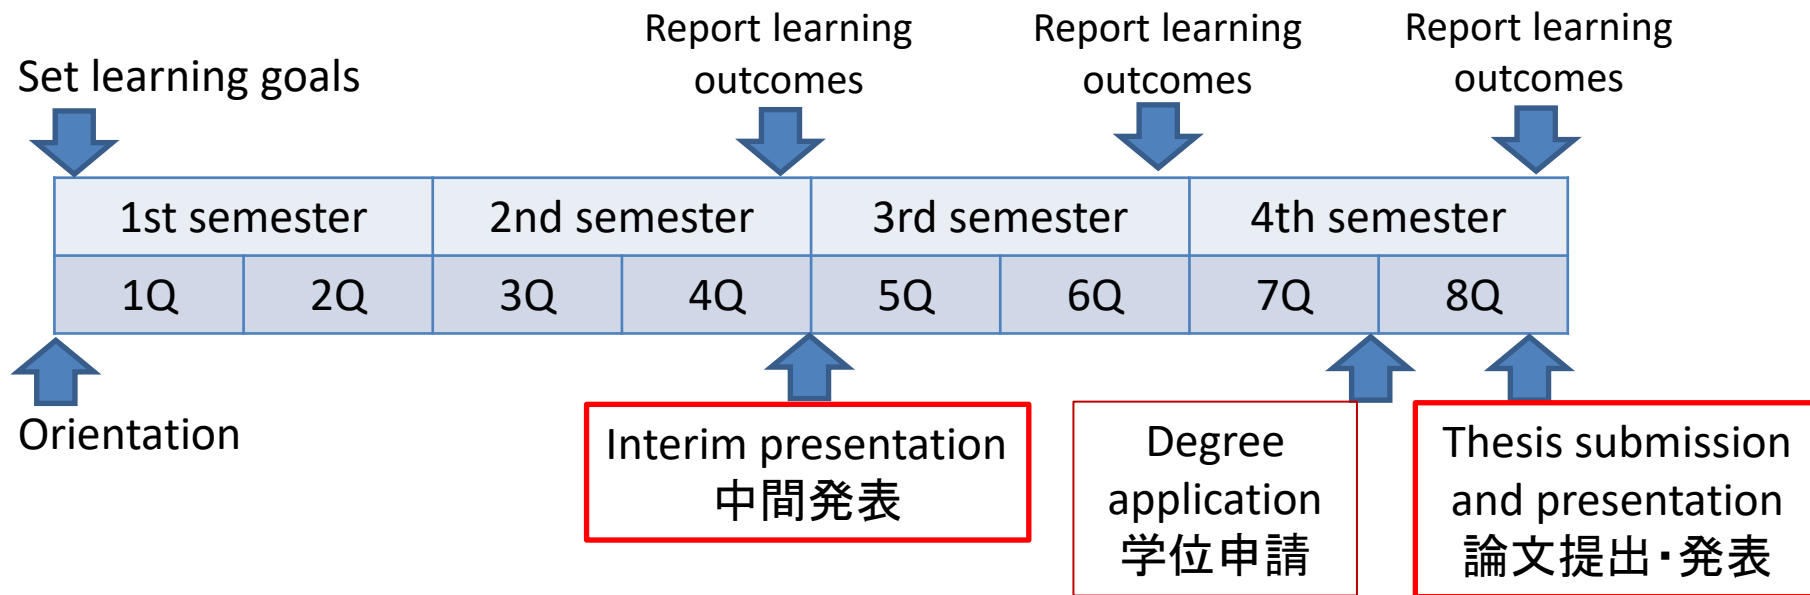 Set learning goals
Report learning
outcomes
Report learning
outcomes
Report learning
outcomes
1st semester 2nd semester 3rd semester 4th semester
1Q 2Q 3Q 4Q 5Q 6Q 7Q 8Q
Orientation
Interim presentation
中間発表
Degree
application
学位申請
Thesis submission
and presentation
論文提出・発表